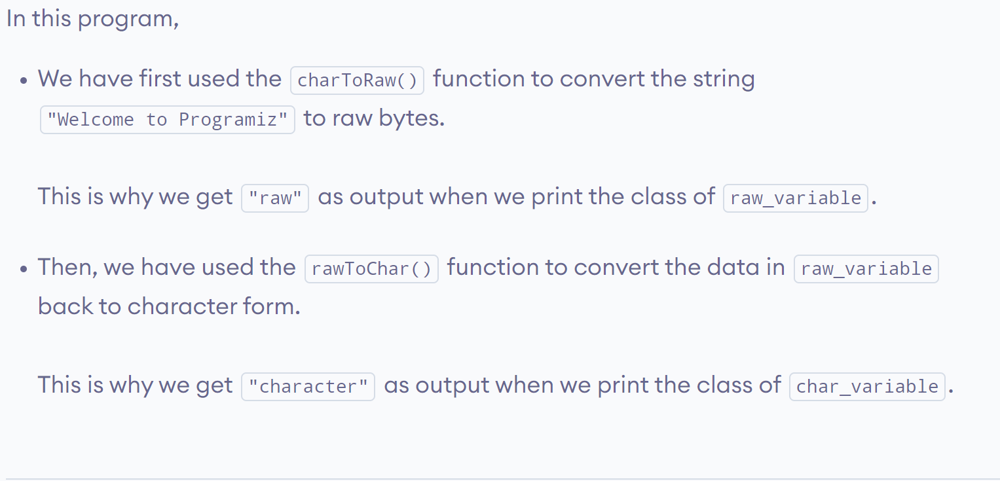 In this program,
• We have first used the charToRaw() function to convert the string
"Welcome to Programiz" to raw bytes.
This is why we get "raw" as output when we print the class of raw_variable.
• Then, we have used the rawToChar() function to convert the data in raw_variable
back to character form.
This is why we get "character" as output when we print the class of char_variable.